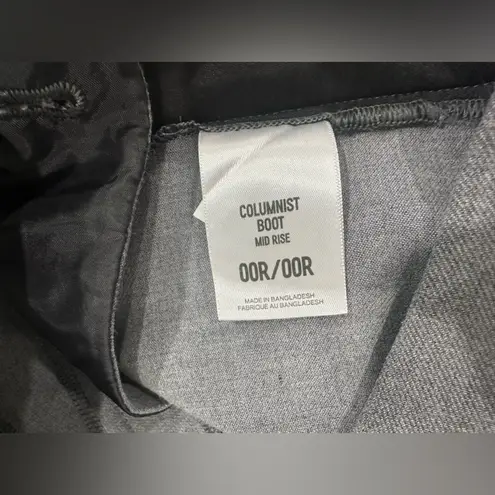 COLUMNIST
BOOT
MID RISE
00R/00R
MADE IN BANGLADESH
FABRIQUE AU BANGLADESH